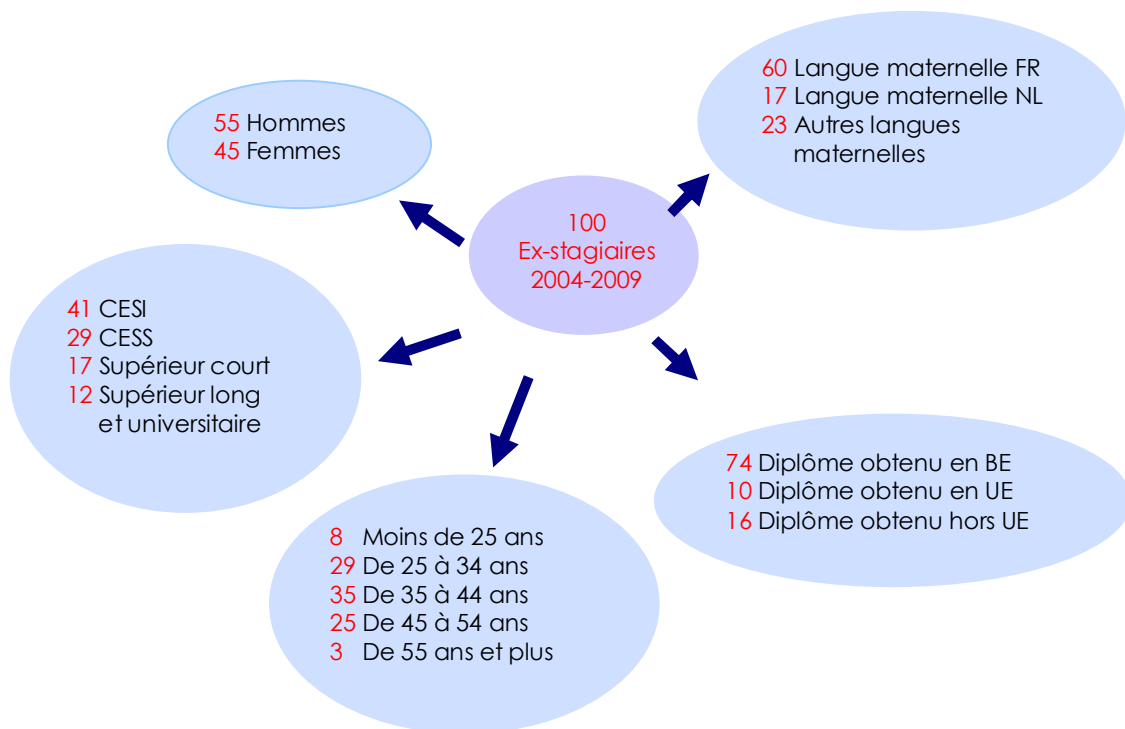 55 Hommes
45 Femmes
60 Langue maternelle FR
17 Langue maternelle NL
23 Autres langues
maternelles
100
Ex-stagiaires
2004-2009
41 CESI
29 CESS
17 Supérieur court
12 Supérieur long
et universitaire
74 Diplôme obtenu en BE
10 Diplôme obtenu en UE
16 Diplôme obtenu hors UE
8 Moins de 25 ans
29 De 25 à 34 ans
35 De 35 à 44 ans
25 De 45 à 54 ans
3 De 55 ans et plus